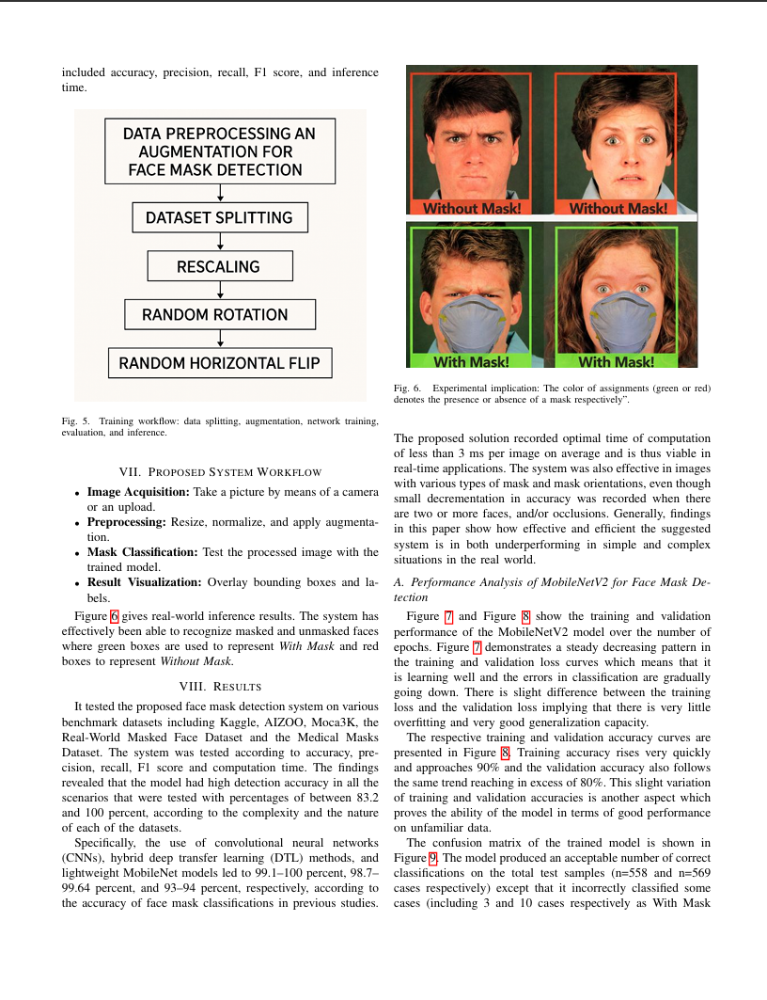 included accuracy, precision, recall, F1 score, and inference
time.
DATA PREPROCESSING AN
AUGMENTATION FOR
FACE MASK DETECTION
DATASET SPLITTING
RESCALING
RANDOM ROTATION
RANDOM HORIZONTAL FLIP
Fig. 5. Training workflow: data splitting, augmentation, network training,
evaluation, and inference.
VII. PROPOSED SYSTEM WORKFLOW
• Image Acquisition: Take a picture by means of a camera
or an upload.
• Preprocessing: Resize, normalize, and apply augmenta-
tion.
• Mask Classification: Test the processed image with the
trained model.
• Result Visualization: Overlay bounding boxes and la-
bels.
Figure 6 gives real-world inference results. The system has
effectively been able to recognize masked and unmasked faces
where green boxes are used to represent With Mask and red
boxes to represent Without Mask.
VIII. RESULTS
It tested the proposed face mask detection system on various
benchmark datasets including Kaggle, AIZOO, Moca3K, the
Real-World Masked Face Dataset and the Medical Masks
Dataset. The system was tested according to accuracy, pre-
cision, recall, F1 score and computation time. The findings
revealed that the model had high detection accuracy in all the
scenarios that were tested with percentages of between 83.2
and 100 percent, according to the complexity and the nature
of each of the datasets.
Specifically, the use of convolutional neural networks
(CNNs), hybrid deep transfer learning (DTL) methods, and
lightweight MobileNet models led to 99.1–100 percent, 98.7–
99.64 percent, and 93–94 percent, respectively, according to
the accuracy of face mask classifications in previous studies.
Without Mask!
Without Mask!
With Mask!
With Mask!
Fig. 6. Experimental implication: The color of assignments (green or red)
denotes the presence or absence of a mask respectively”.
The proposed solution recorded optimal time of computation
of less than 3 ms per image on average and is thus viable in
real-time applications. The system was also effective in images
with various types of mask and mask orientations, even though
small decrementation in accuracy was recorded when there
are two or more faces, and/or occlusions. Generally, findings
in this paper show how effective and efficient the suggested
system is in both underperforming in simple and complex
situations in the real world.
A. Performance Analysis of MobileNetV2 for Face Mask De-
tection
Figure 7 and Figure 8 show the training and validation
performance of the MobileNetV2 model over the number of
epochs. Figure 7 demonstrates a steady decreasing pattern in
the training and validation loss curves which means that it
is learning well and the errors in classification are gradually
going down. There is slight difference between the training
loss and the validation loss implying that there is very little
overfitting and very good generalization capacity.
The respective training and validation accuracy curves are
presented in Figure 8. Training accuracy rises very quickly
and approaches 90% and the validation accuracy also follows
the same trend reaching in excess of 80%. This slight variation
of training and validation accuracies is another aspect which
proves the ability of the model in terms of good performance
on unfamiliar data.
The confusion matrix of the trained model is shown in
Figure 9. The model produced an acceptable number of correct
classifications on the total test samples (n=558 and n=569
cases respectively) except that it incorrectly classified some
cases (including 3 and 10 cases respectively as With Mask